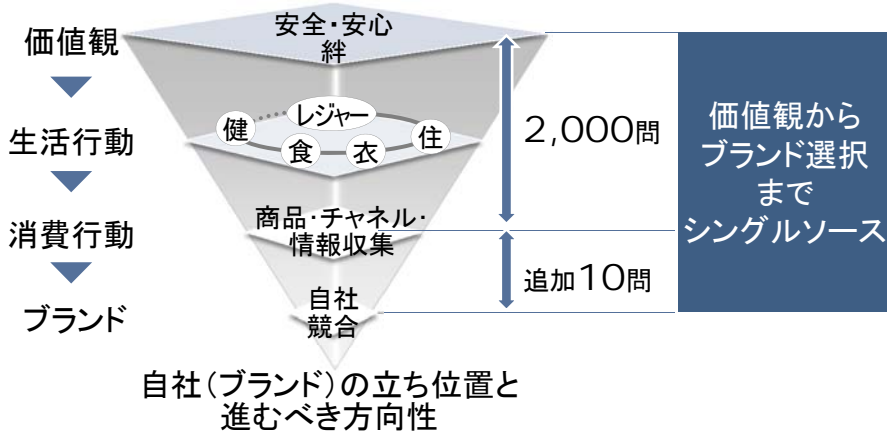 価値観
生活行動
消費行動
ブランド
安全・安心
絆
レジャー
健
食
衣
住
商品・チャネル・
情報収集
自社
競合
2,000問
追加10問
価値観から
ブランド選択
まで
シングルソース
自社(ブランド)の立ち位置と
進むべき方向性